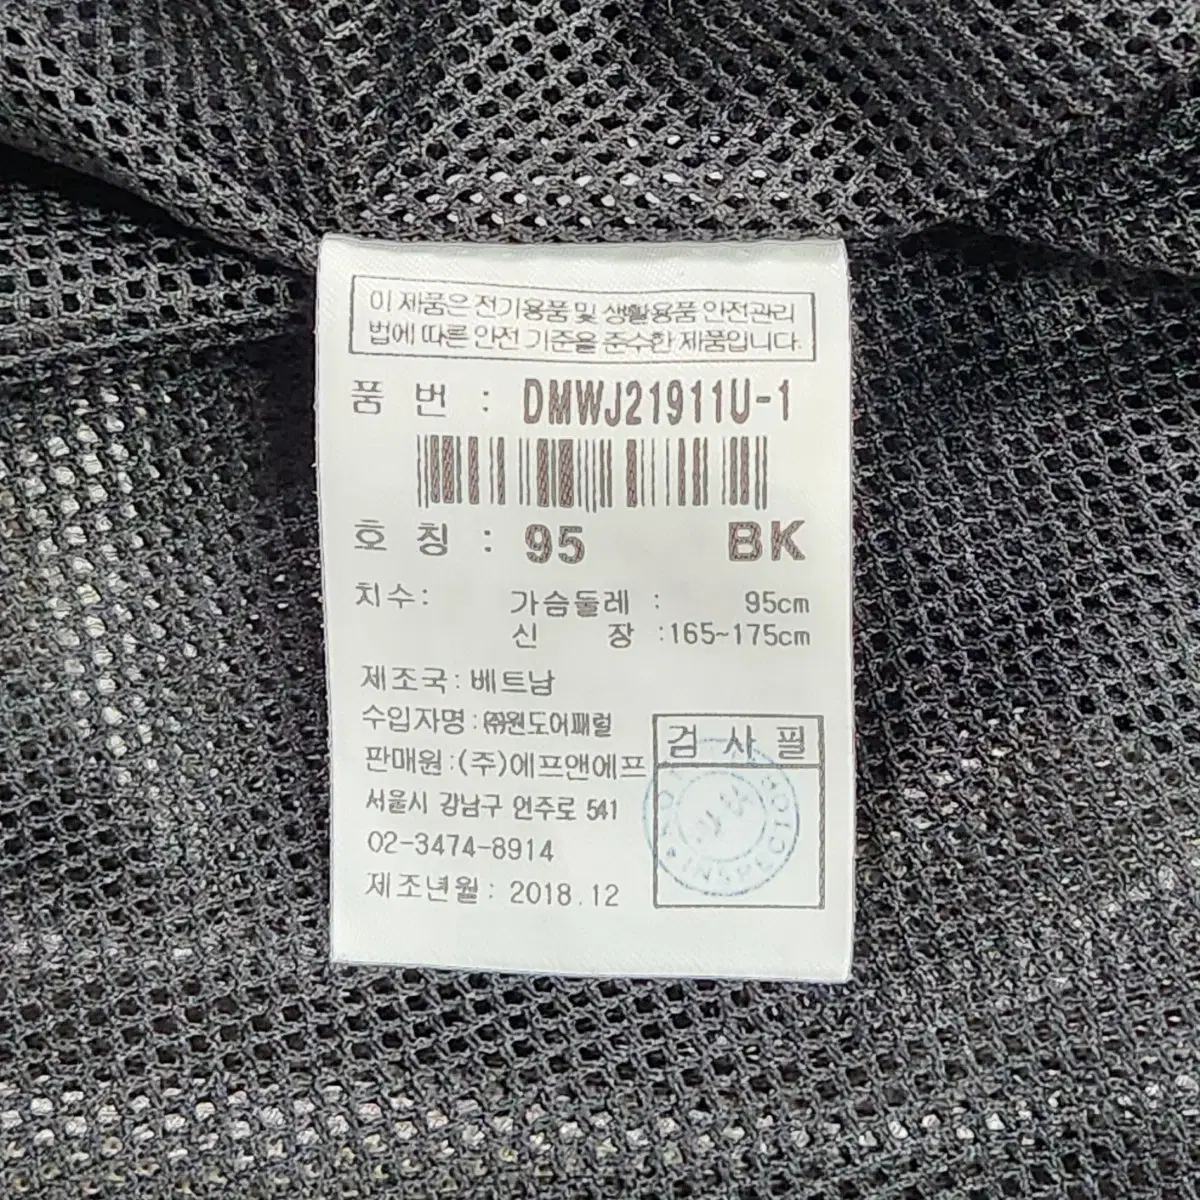 이 제품은 전기용품 및 생활용품 안전관리
법에 따른 안전 기준을 준수한 제품입니다.
품 번 : DMWJ21911U-1
호 칭 : 95 BK
치수: 가슴둘레 : 95cm
신 장 :165~175cm
제조국: 베트남
수입자명 : ㈜원도어패럴
판매원 :(주)에프앤에프
서울시 강남구 언주로 541
02-3474-8914
제조년월 : 2018.12
검 사 필
INSPECTION